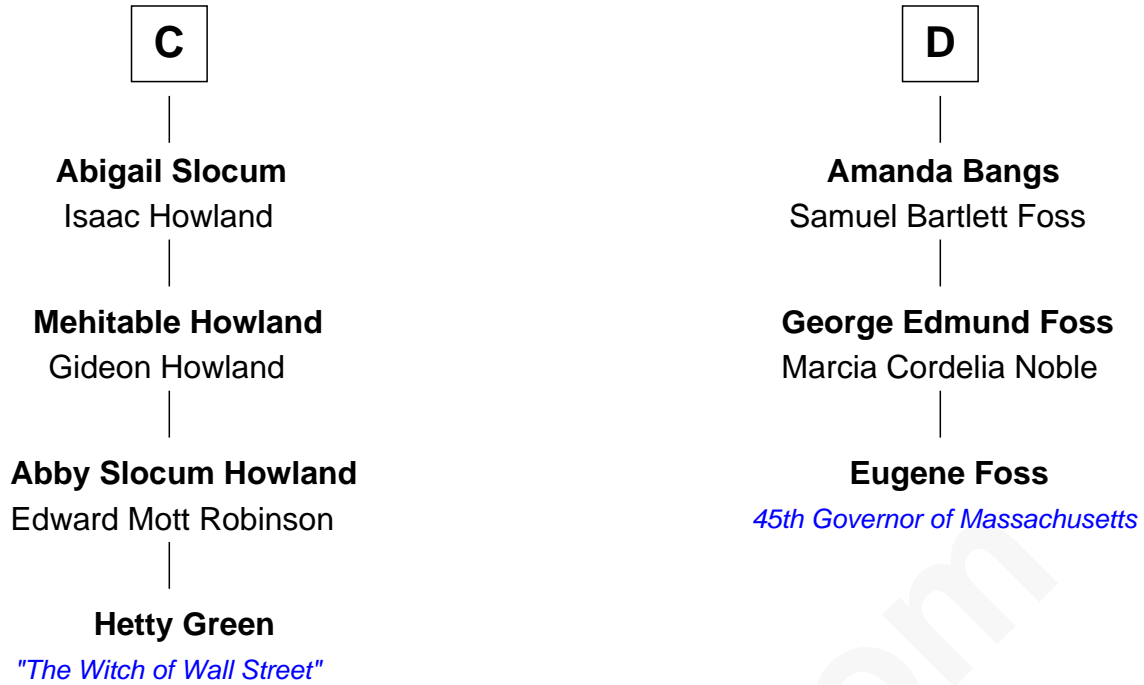 C
Abigail Slocum
Isaac Howland
Mehitable Howland
Gideon Howland
Abby Slocum Howland
Edward Mott Robinson
Hetty Green
"The Witch of Wall Street"
D
Amanda Bangs
Samuel Bartlett Foss
George Edmund Foss
Marcia Cordelia Noble
Eugene Foss
45th Governor of Massachusetts
om